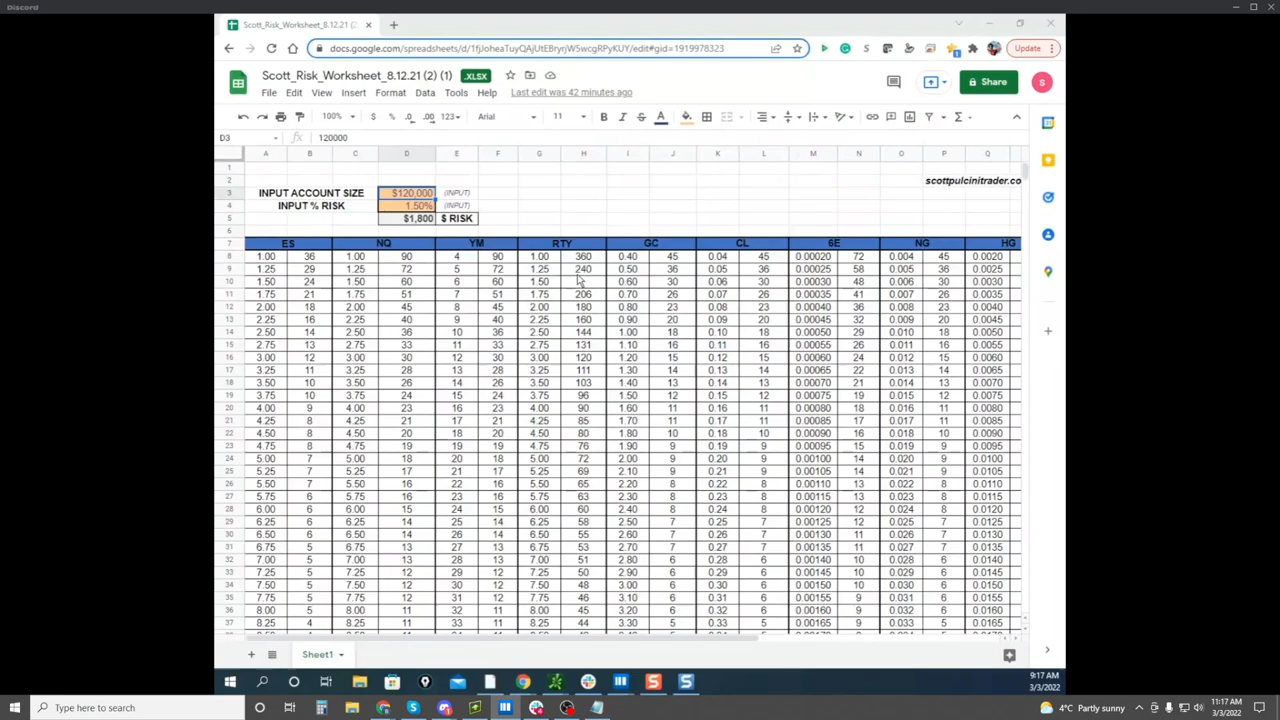 Discord
Scott_Risk_Worksheet_8.12.21 (2)
docs.google.com/spreadsheets/d/1fjJoheaTuyQAjUtEBryrjW5wcgRPyKUY/edit#gid=1919978323
Update
Scott_Risk_Worksheet_8.12.21 (2) (1) .XLSX
Share
S
File Edit View Insert Format Data Tools Help Last edit was 42 minutes ago
100% $ % .0 .00 123 Arial 11 B I S A
D3 fx 120000
A B C D E F G H I J K L M N O P Q
1
2 scottpulcinitrader.co
3 INPUT ACCOUNT SIZE $120,000 (INPUT)
4 INPUT % RISK 1.50% (INPUT)
5 $1,800 $ RISK
6
7 ES NQ YM RTY GC CL 6E NG HG
8 1.00 36 1.00 90 4 90 1.00 360 0.40 45 0.04 45 0.00020 72 0.004 45 0.0020
9 1.25 29 1.25 72 5 72 1.25 240 0.50 36 0.05 36 0.00025 58 0.005 36 0.0025
10 1.50 24 1.50 60 6 60 1.50 0.60 30 0.06 30 0.00030 48 0.006 30 0.0030
11 1.75 21 1.75 51 7 51 1.75 206 0.70 26 0.07 26 0.00035 41 0.007 26 0.0035
12 2.00 18 2.00 45 8 45 2.00 180 0.80 23 0.08 23 0.00040 36 0.008 23 0.0040
13 2.25 16 2.25 40 9 40 2.25 160 0.90 20 0.09 20 0.00045 32 0.009 20 0.0045
14 2.50 14 2.50 36 10 36 2.50 144 1.00 18 0.10 18 0.00050 29 0.010 18 0.0050
15 2.75 13 2.75 33 11 33 2.75 131 1.10 16 0.11 16 0.00055 26 0.011 16 0.0055
16 3.00 12 3.00 30 12 30 3.00 120 1.20 15 0.12 15 0.00060 24 0.012 15 0.0060
17 3.25 11 3.25 28 13 28 3.25 111 1.30 14 0.13 14 0.00065 22 0.013 14 0.0065
18 3.50 10 3.50 26 14 26 3.50 103 1.40 13 0.14 13 0.00070 21 0.014 13 0.0070
19 3.75 10 3.75 24 15 24 3.75 96 1.50 12 0.15 12 0.00075 19 0.015 12 0.0075
20 4.00 9 4.00 23 16 23 4.00 90 1.60 11 0.16 11 0.00080 18 0.016 11 0.0080
21 4.25 8 4.25 21 17 21 4.25 85 1.70 11 0.17 11 0.00085 17 0.017 11 0.0085
22 4.50 8 4.50 20 18 20 4.50 80 1.80 10 0.18 10 0.00090 16 0.018 10 0.0090
23 4.75 8 4.75 19 19 19 4.75 76 1.90 9 0.19 9 0.00095 15 0.019 9 0.0095
24 5.00 7 5.00 18 20 18 5.00 72 2.00 9 0.20 9 0.00100 14 0.020 9 0.0100
25 5.25 7 5.25 17 21 17 5.25 69 2.10 9 0.21 9 0.00105 14 0.021 9 0.0105
26 5.50 7 5.50 16 22 16 5.50 65 2.20 8 0.22 8 0.00110 13 0.022 8 0.0110
27 5.75 6 5.75 16 23 16 5.75 63 2.30 8 0.23 8 0.00115 13 0.023 8 0.0115
28 6.00 6 6.00 15 24 15 6.00 60 2.40 8 0.24 8 0.00120 12 0.024 8 0.0120
29 6.25 6 6.25 14 25 14 6.25 58 2.50 7 0.25 7 0.00125 12 0.025 7 0.0125
30 6.50 6 6.50 14 26 14 6.50 55 2.60 7 0.26 7 0.00130 11 0.026 7 0.0130
31 6.75 5 6.75 13 27 13 6.75 53 2.70 7 0.27 7 0.00135 11 0.027 7 0.0135
32 7.00 5 7.00 13 28 13 7.00 51 2.80 6 0.28 6 0.00140 10 0.028 6 0.0140
33 7.25 5 7.25 12 29 12 7.25 50 2.90 6 0.29 6 0.00145 10 0.029 6 0.0145
34 7.50 5 7.50 12 30 12 7.50 48 3.00 6 0.30 6 0.00150 10 0.030 6 0.0150
35 7.75 5 7.75 12 31 12 7.75 46 3.10 6 0.31 6 0.00155 9 0.031 6 0.0155
36 8.00 5 8.00 11 32 11 8.00 45 3.20 6 0.32 6 0.00160 9 0.032 6 0.0160
37 8.25 4 8.25 11 33 11 8.25 44 3.30 6 0.33 5 0.00165 9 0.033 5 0.0165
Sheet1
9:17 AM
3/3/2022
Type here to search
4°C Partly sunny
11:17 AM
3/3/2022